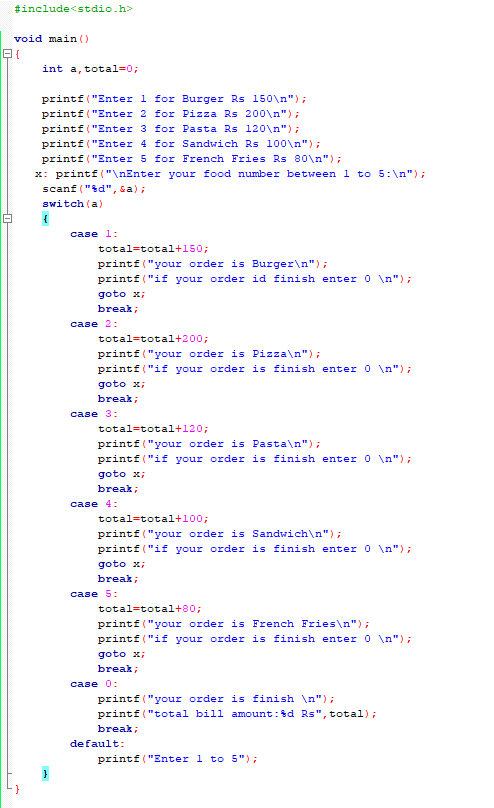 #include<stdio.h>
void main()
{
int a,total=0;
printf("Enter 1 for Burger Rs 150\n");
printf("Enter 2 for Pizza Rs 200\n");
printf("Enter 3 for Pasta Rs 120\n");
printf("Enter 4 for Sandwich Rs 100\n");
printf("Enter 5 for French Fries Rs 80\n");
x: printf("\nEnter your food number between 1 to 5:\n");
scanf("%d",&a);
switch(a)
{
case 1:
total=total+150;
printf("your order is Burger\n");
printf("if your order id finish enter 0 \n");
goto x;
break;
case 2:
total=total+200;
printf("your order is Pizza\n");
printf("if your order is finish enter 0 \n");
goto x;
break;
case 3:
total=total+120;
printf("your order is Pasta\n");
printf("if your order is finish enter 0 \n");
goto x;
break;
case 4:
total=total+100;
printf("your order is Sandwich\n");
printf("if your order is finish enter 0 \n");
goto x;
break;
case 5:
total=total+80;
printf("your order is French Fries\n");
printf("if your order is finish enter 0 \n");
goto x;
break;
case 0:
printf("your order is finish \n");
printf("total bill amount:%d Rs",total);
break;
default:
printf("Enter 1 to 5");
}
}